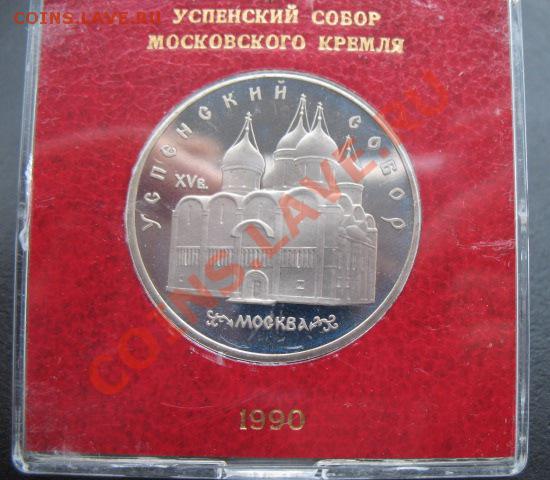 COINS.LAVE.RU
УСПЕНСКИЙ СОБОР
МОСКОВСКОГО КРЕМЛЯ
УСПЕНСКИЙ СОБОР
XVв.
МОСКВА
COINS.LAVE.RU
1990